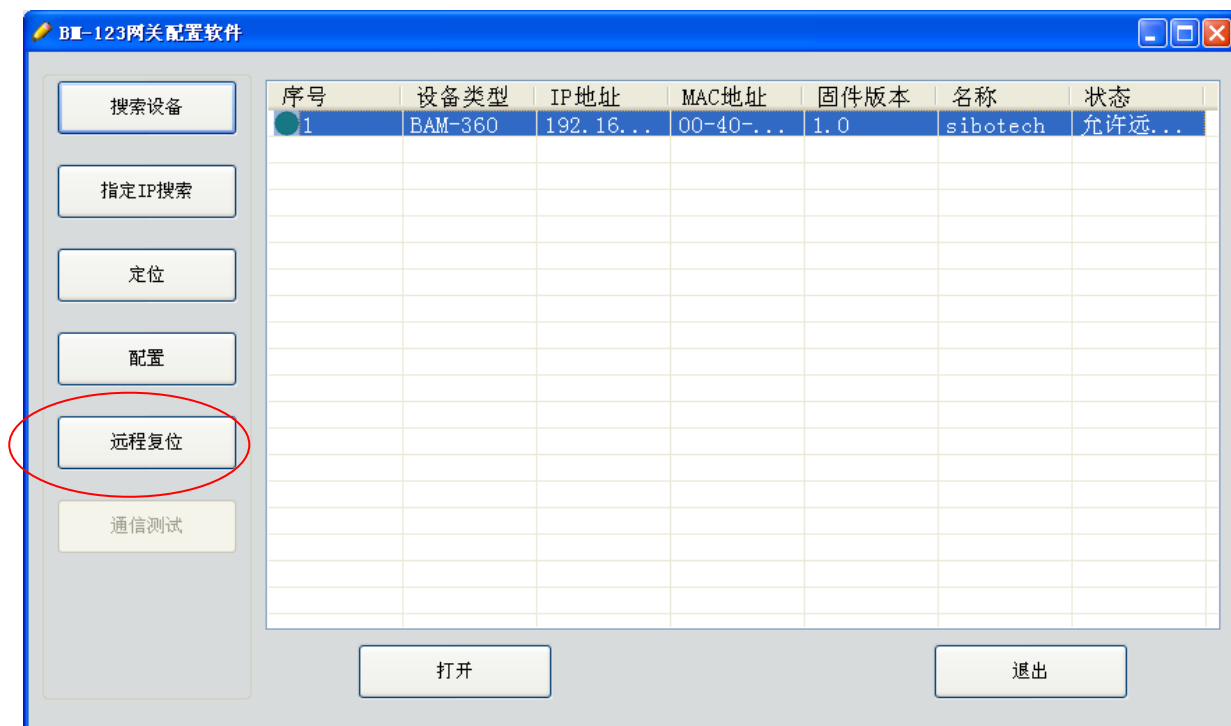 BM-123网关配置软件
搜索设备
指定IP搜索
定位
配置
远程复位
通信测试
序号 设备类型 IP地址 MAC地址 固件版本 名称 状态
1 BAM-360 192.16... 00-40-... 1.0 sibotech 允许远...
打开 退出